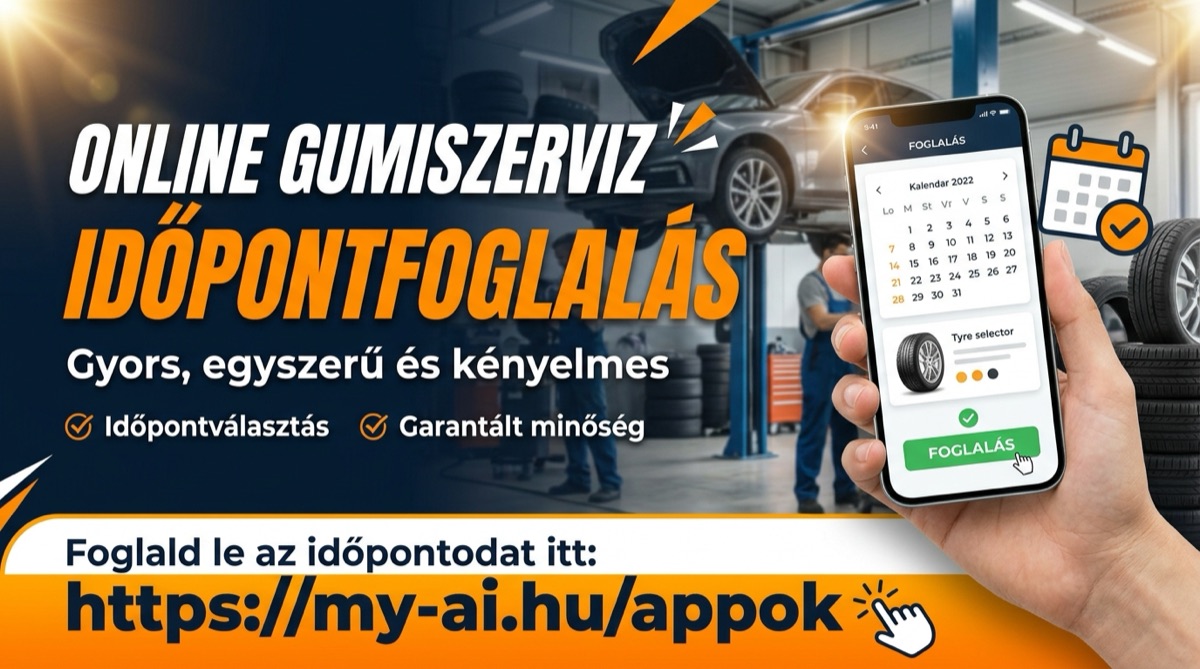 ONLINE GUMISZERVIZ
IDŐPONTFOGLALÁS
Gyors, egyszerű és kényelmes
Időpontválasztás
Garantált minőség
Foglald le az időpontodat itt:
https://my-ai.hu/appok
9:41
FOGLALÁS
Kalendar 2022
Lo M St Vr V S S
1 2 3 4 5 6
7 8 9 10 11 12 13
14 15 16 17 18 19 20
21 22 23 24 25 26 27
28 29 30 31
Tyre selector
FOGLALÁS